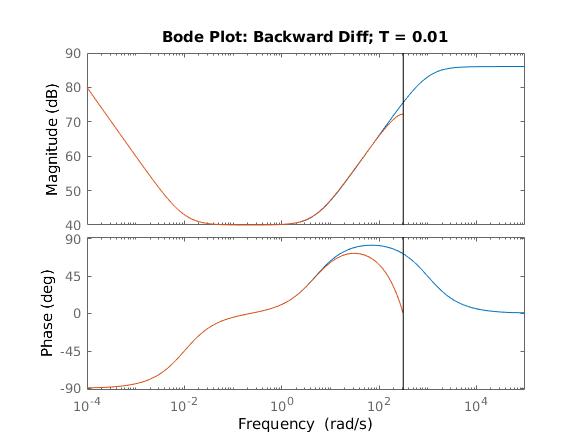 Bode Plot: Backward Diff; T = 0.01
90
80
70
60
50
40
Magnitude (dB)
90
45
0
-45
-90
Phase (deg)
10^-4 10^-2 10^0 10^2 10^4
Frequency (rad/s)